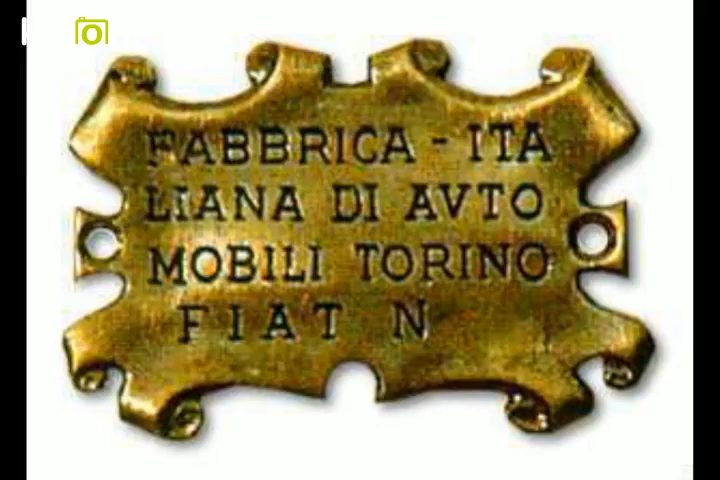 FABBRICA - ITA
LIANA DI AVTO
MOBILI TORINO
FIAT N